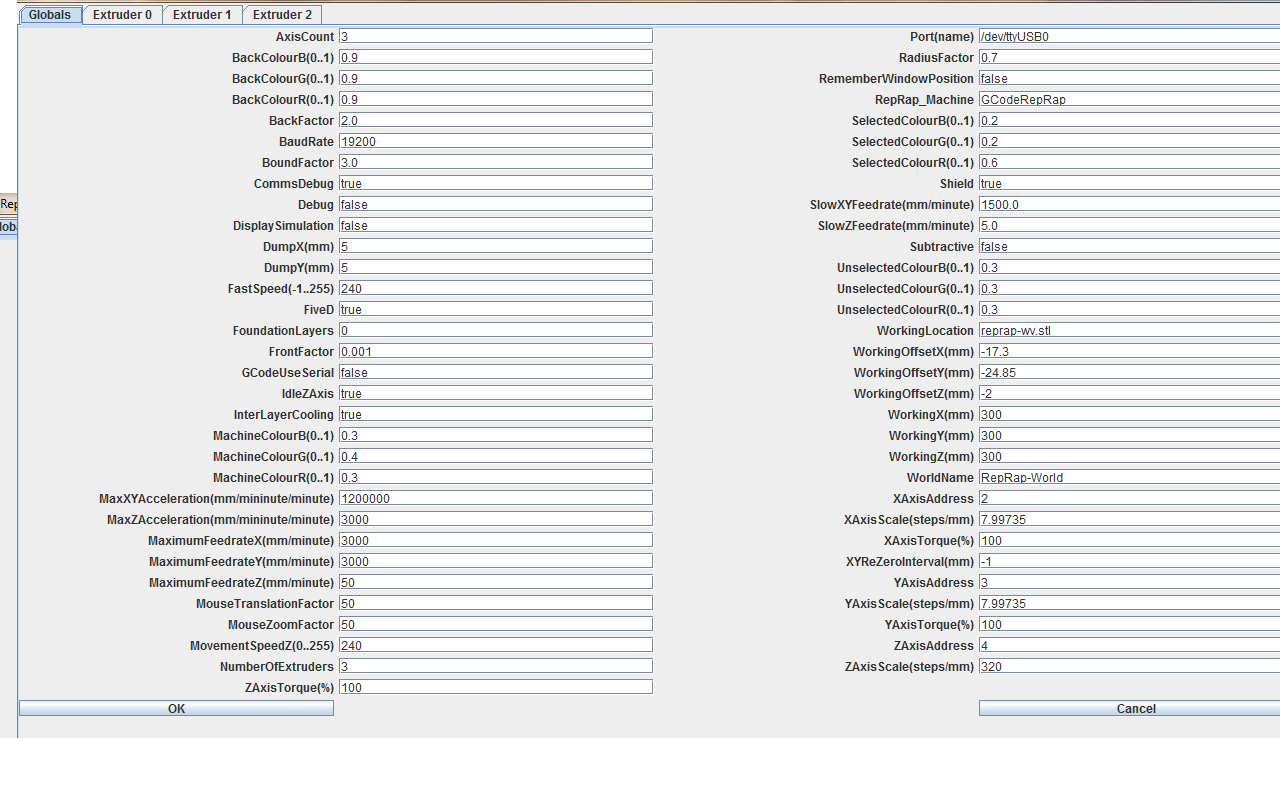 Globals Extruder 0 Extruder 1 Extruder 2
AxisCount 3 Port(name) /dev/ttyUSB0
BackColourB(0..1) 0.9 RadiusFactor 0.7
BackColourG(0..1) 0.9 RememberWindowPosition false
BackColourR(0..1) 0.9 RepRap_Machine GCodeRepRap
BackFactor 2.0 SelectedColourB(0..1) 0.2
BaudRate 19200 SelectedColourG(0..1) 0.2
BoundFactor 3.0 SelectedColourR(0..1) 0.6
CommsDebug true Shield true
Debug false SlowXYFeedrate(mm/minute) 1500.0
DisplaySimulation false SlowZFeedrate(mm/minute) 5.0
DumpX(mm) 5 Subtractive false
DumpY(mm) 5 UnselectedColourB(0..1) 0.3
FastSpeed(-1..255) 240 UnselectedColourG(0..1) 0.3
FiveD true UnselectedColourR(0..1) 0.3
FoundationLayers 0 WorkingLocation reprap-wv.stl
FrontFactor 0.001 WorkingOffsetX(mm) -17.3
GCodeUseSerial false WorkingOffsetY(mm) -24.85
IdleZAxis true WorkingOffsetZ(mm) -2
InterLayerCooling true WorkingX(mm) 300
MachineColourB(0..1) 0.3 WorkingY(mm) 300
MachineColourG(0..1) 0.4 WorkingZ(mm) 300
MachineColourR(0..1) 0.3 WorldName RepRap-World
MaxXYAcceleration(mm/mininute/minute) 1200000 XAxisAddress 2
MaxZAcceleration(mm/mininute/minute) 3000 XAxisScale(steps/mm) 7.99735
MaximumFeedrateX(mm/minute) 3000 XAxisTorque(%) 100
MaximumFeedrateY(mm/minute) 3000 XYReZeroInterval(mm) -1
MaximumFeedrateZ(mm/minute) 50 YAxisAddress 3
MouseTranslationFactor 50 YAxisScale(steps/mm) 7.99735
MouseZoomFactor 50 YAxisTorque(%) 100
MovementSpeedZ(0..255) 240 ZAxisAddress 4
NumberOfExtruders 3 ZAxisScale(steps/mm) 320
ZAxisTorque(%) 100
OK Cancel
Rep